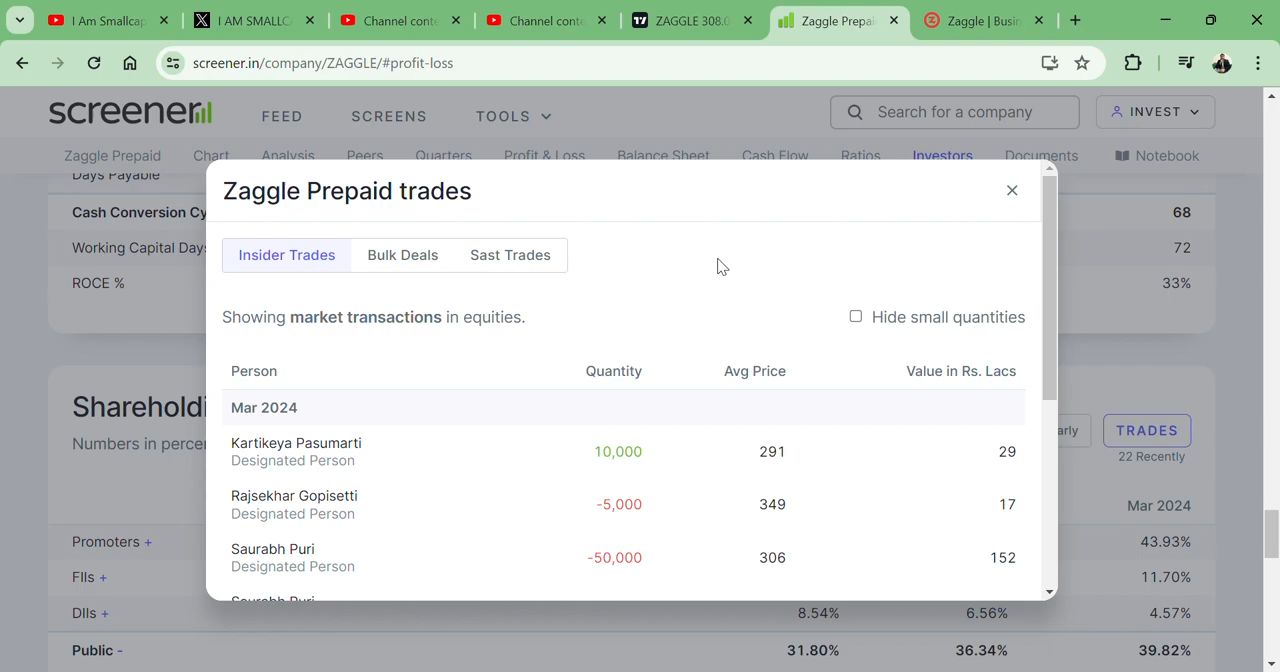 I Am Smallcap
I AM SMALLC
Channel conte
Channel conte
ZAGGLE 308.0
Zaggle Prepai
Zaggle | Busin
screener.in/company/ZAGGLE/#profit-loss
screener
FEED
SCREENS
TOOLS
Search for a company
INVEST
Zaggle Prepaid
Chart
Analysis
Peers
Quarters
Profit & Loss
Balance Sheet
Cash Flow
Ratios
Investors
Documents
Notebook
Days Payable
Cash Conversion Cy
68
Working Capital Days
72
ROCE %
33%
Zaggle Prepaid trades
Insider Trades
Bulk Deals
Sast Trades
Showing market transactions in equities.
Hide small quantities
Person Quantity Avg Price Value in Rs. Lacs
Mar 2024
Kartikeya Pasumarti
Designated Person
10,000 291 29
Rajsekhar Gopisetti
Designated Person
-5,000 349 17
Saurabh Puri
Designated Person
-50,000 306 152
Saurabh Puri
Shareholdi
Numbers in percer
arly
TRADES
22 Recently
Mar 2024
Promoters +
43.93%
FIIs +
11.70%
DIIs +
8.54% 6.56% 4.57%
Public -
31.80% 36.34% 39.82%